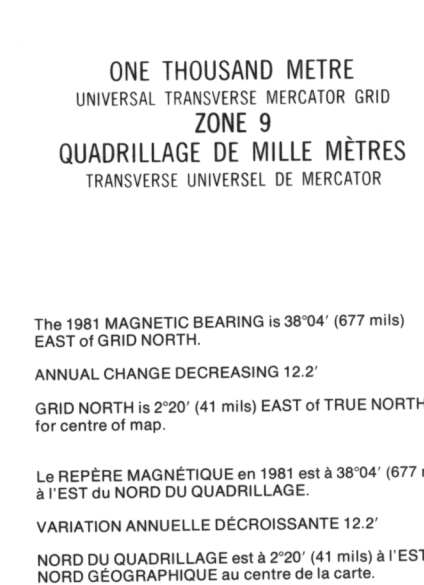 ONE THOUSAND METRE
UNIVERSAL TRANSVERSE MERCATOR GRID
ZONE 9
QUADRILLAGE DE MILLE MÈTRES
TRANSVERSE UNIVERSEL DE MERCATOR
The 1981 MAGNETIC BEARING is 38°04′ (677 mils)
EAST of GRID NORTH.
ANNUAL CHANGE DECREASING 12.2′
GRID NORTH is 2°20′ (41 mils) EAST of TRUE NORTH
for centre of map.
Le REPÈRE MAGNÉTIQUE en 1981 est à 38°04′ (677
à l'EST du NORD DU QUADRILLAGE.
VARIATION ANNUELLE DÉCROISSANTE 12.2′
NORD DU QUADRILLAGE est à 2°20′ (41 mils) à l'EST
NORD GÉOGRAPHIQUE au centre de la carte.